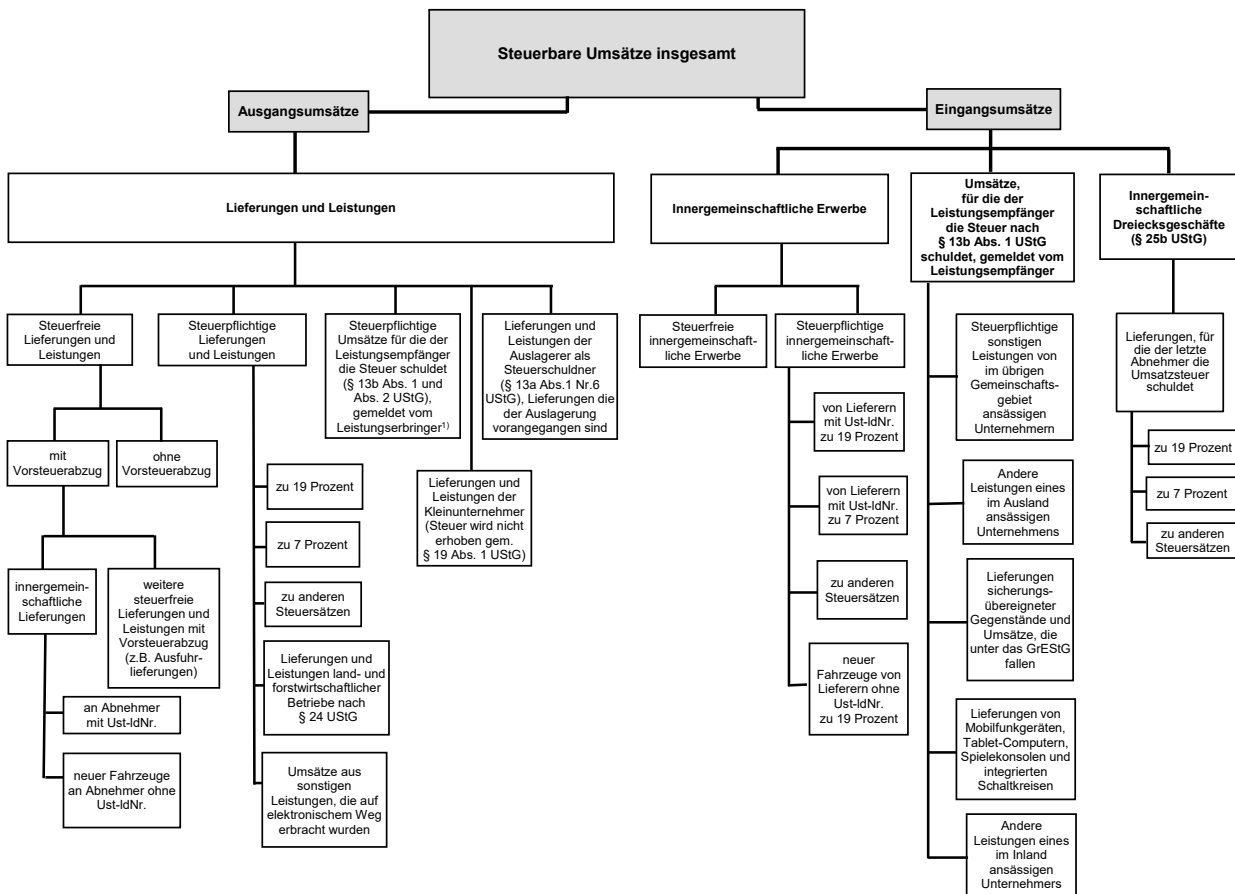 Steuerbare Umsätze insgesamt
Ausgangsumsätze
Eingangsumsätze
Lieferungen und Leistungen
Innergemeinschaftliche Erwerbe
Umsätze,
für die der
Leistungsempfänger
die Steuer nach
§ 13b Abs. 1 UStG
schuldet, gemeldet vom
Leistungsempfänger
Innergemein-
schaftliche
Dreiecksgeschäfte
(§ 25b UStG)
Steuerfreie
Lieferungen und
Leistungen
Steuerpflichtige
Lieferungen
und Leistungen
Steuerpflichtige
Umsätze für die der
Leistungsempfänger
die Steuer schuldet
(§ 13b Abs. 1 und
Abs. 2 UStG),
gemeldet vom
Leistungserbringer¹⁾
Lieferungen und
Leistungen der
Auslagerer als
Steuerschuldner
(§ 13a Abs.1 Nr.6
UStG), Lieferungen die
der Auslagerung
vorangegangen sind
Steuerfreie
innergemeinschaft-
liche Erwerbe
Steuerpflichtige
innergemeinschaft-
liche Erwerbe
Steuerpflichtige
sonstigen
Leistungen von
im übrigen
Gemeinschafts-
gebiet
ansässigen
Unternehmern
Lieferungen, für
die der letzte
Abnehmer die
Umsatzsteuer
schuldet
mit
Vorsteuerabzug
ohne
Vorsteuerabzug
zu 19 Prozent
zu 7 Prozent
zu anderen
Steuersätzen
Lieferungen und
Leistungen land- und
forstwirtschaftlicher
Betriebe nach
§ 24 UStG
Umsätze aus
sonstigen
Leistungen, die auf
elektronischem Weg
erbracht wurden
Lieferungen und
Leistungen der
Kleinunternehmer
(Steuer wird nicht
erhoben gem.
§ 19 Abs. 1 UStG)
innergemein-
schaftliche
Lieferungen
weitere
steuerfreie
Lieferungen und
Leistungen mit
Vorsteuerabzug
(z.B. Ausfuhr-
lieferungen)
an Abnehmer
mit Ust-IdNr.
neuer Fahrzeuge
an Abnehmer ohne
Ust-IdNr.
von Lieferern
mit Ust-IdNr.
zu 19 Prozent
von Lieferern
mit Ust-IdNr.
zu 7 Prozent
zu anderen
Steuersätzen
neuer
Fahrzeuge von
Lieferern ohne
Ust-IdNr.
zu 19 Prozent
Andere
Leistungen eines
im Ausland
ansässigen
Unternehmens
Lieferungen
sicherungs-
übereigneter
Gegenstände und
Umsätze, die
unter das GrEStG
fallen
Lieferungen von
Mobilfunkgeräten,
Tablet-Computern,
Spielekonsolen und
integrierten
Schaltkreisen
Andere
Leistungen eines
im Inland
ansässigen
Unternehmers
zu 19 Prozent
zu 7 Prozent
zu anderen
Steuersätzen